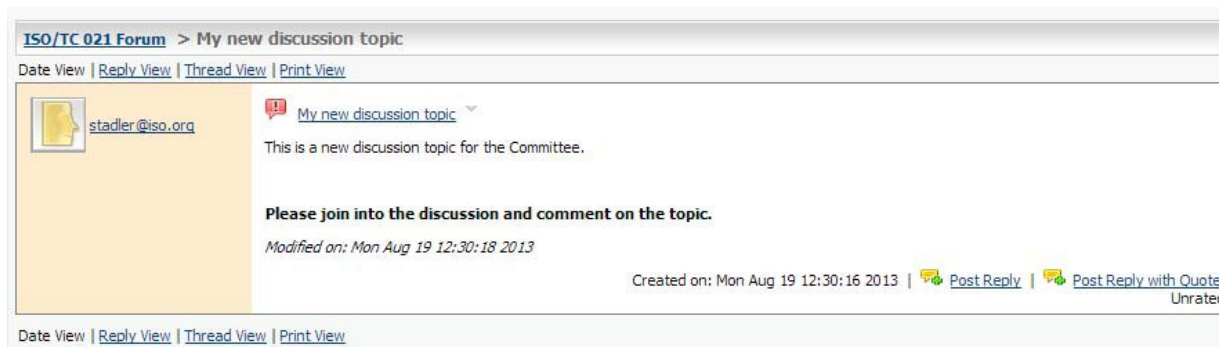 ISO/TC 021 Forum > My new discussion topic
Date View | Reply View | Thread View | Print View
stadler@iso.org
My new discussion topic
This is a new discussion topic for the Committee.
Please join into the discussion and comment on the topic.
Modified on: Mon Aug 19 12:30:18 2013
Created on: Mon Aug 19 12:30:16 2013 | Post Reply | Post Reply with Quote
Unrated
Date View | Reply View | Thread View | Print View